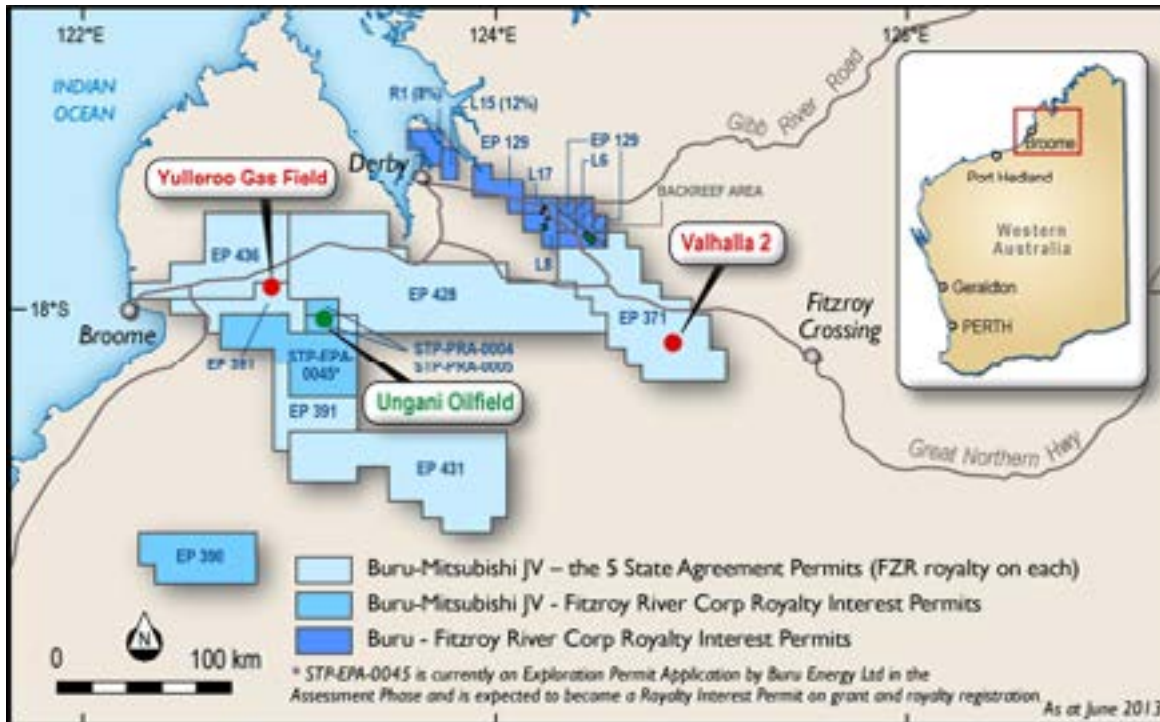 122°E
124°E
126°E
INDIAN
OCEAN
R1 (8%)
L15 (12%)
EP 129
L17
EP 129
L6
Gibb River Road
Derby
BACKREEF AREA
Yulleroo Gas Field
Valhalla 2
EP 436
L8
EP 428
18°S
EP 371
Fitzroy
Crossing
Broome
STP-PRA-0004
STP-PRA-0005
EP 391
STP-EPA-
0045*
Ungani Oilfield
EP 391
EP 431
Great Northern Hwy
EP 390
Broome
Port Hedland
Western
Australia
Geraldton
PERTH
Buru-Mitsubishi JV – the 5 State Agreement Permits (FZR royalty on each)
Buru-Mitsubishi JV - Fitzroy River Corp Royalty Interest Permits
Buru - Fitzroy River Corp Royalty Interest Permits
N
0 100 km
* STP-EPA-0045 is currently an Exploration Permit Application by Buru Energy Ltd in the
Assessment Phase and is expected to become a Royalty Interest Permit on grant and royalty registration
As at June 2013